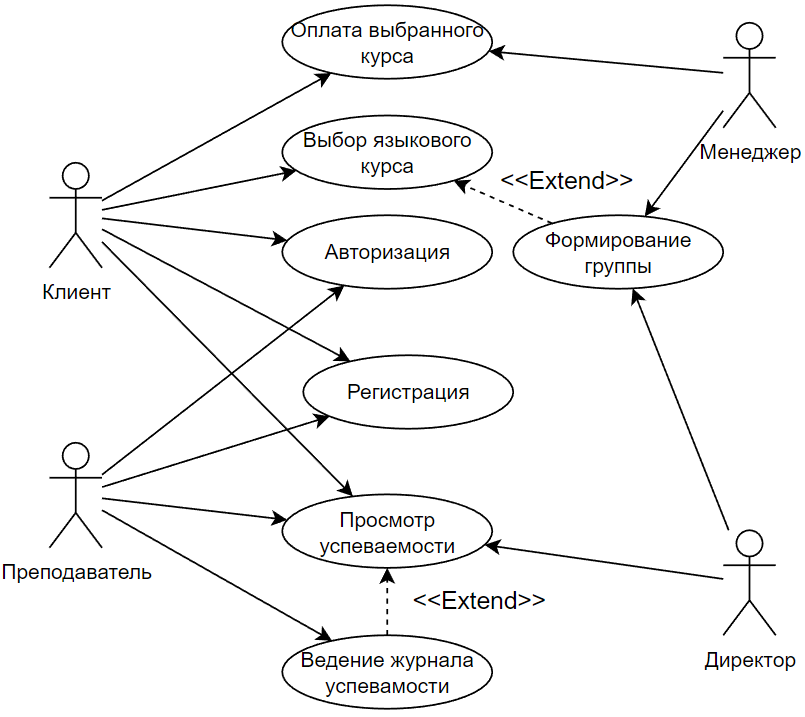 Оплата выбранного
курса
Менеджер
Выбор языкового
курса
<<Extend>>
Формирование
группы
Авторизация
Клиент
Регистрация
Просмотр
успеваемости
Преподаватель
<<Extend>>
Ведение журнала
успевамости
Директор